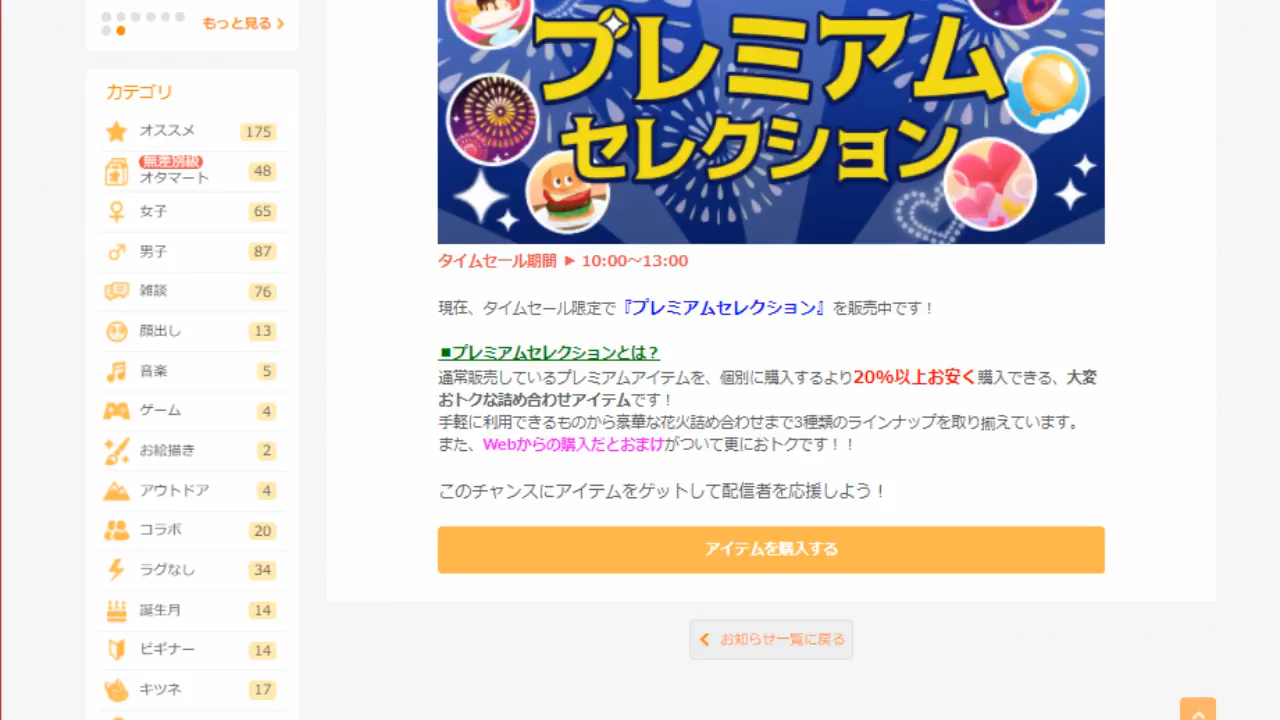 もっと見る
カテゴリ
オススメ 175
無差別級
オタマート 48
女子 65
男子 87
雑談 76
顔出し 13
音楽 5
ゲーム 4
お絵描き 2
アウトドア 4
コラボ 20
ラグなし 34
誕生月 14
ビギナー 14
キツネ 17
プレミアム
セレクション
タイムセール期間 ▶ 10:00～13:00
現在、タイムセール限定で『プレミアムセレクション』を販売中です！
■プレミアムセレクションとは？
通常販売しているプレミアムアイテムを、個別に購入するより20%以上お安く購入できる、大変
おトクな詰め合わせアイテムです！
手軽に利用できるものから豪華な花火詰め合わせまで3種類のラインナップを取り揃えています。
また、Webからの購入だとおまけがついて更におトクです！！
このチャンスにアイテムをゲットして配信者を応援しよう！
アイテムを購入する
お知らせ一覧に戻る